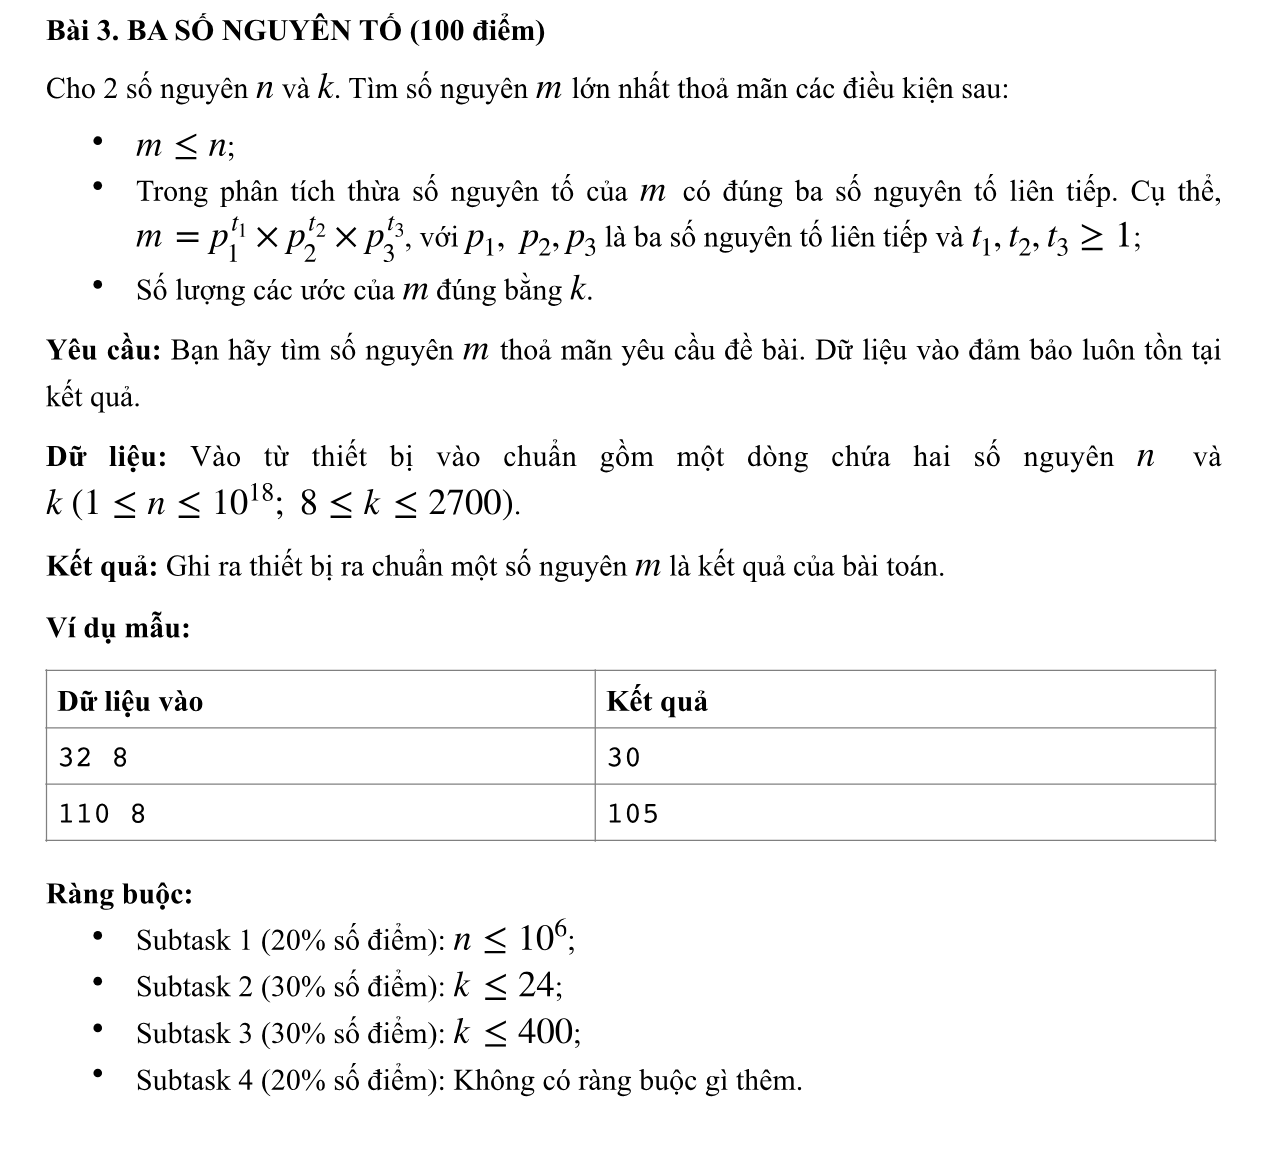 Bài 3. BA SỐ NGUYÊN TỐ (100 điểm)
Cho 2 số nguyên n và k. Tìm số nguyên m lớn nhất thoả mãn các điều kiện sau:
• m ≤ n;
• Trong phân tích thừa số nguyên tố của m có đúng ba số nguyên tố liên tiếp. Cụ thể,
m = p₁^{t₁} × p₂^{t₂} × p₃^{t₃}, với p₁, p₂, p₃ là ba số nguyên tố liên tiếp và t₁, t₂, t₃ ≥ 1;
• Số lượng các ước của m đúng bằng k.
Yêu cầu: Bạn hãy tìm số nguyên m thoả mãn yêu cầu đề bài. Dữ liệu vào đảm bảo luôn tồn tại
kết quả.
Dữ liệu: Vào từ thiết bị vào chuẩn gồm một dòng chứa hai số nguyên n và
k (1 ≤ n ≤ 10¹⁸; 8 ≤ k ≤ 2700).
Kết quả: Ghi ra thiết bị ra chuẩn một số nguyên m là kết quả của bài toán.
Ví dụ mẫu:
Dữ liệu vào Kết quả
32 8 30
110 8 105
Ràng buộc:
• Subtask 1 (20% số điểm): n ≤ 10⁶;
• Subtask 2 (30% số điểm): k ≤ 24;
• Subtask 3 (30% số điểm): k ≤ 400;
• Subtask 4 (20% số điểm): Không có ràng buộc gì thêm.